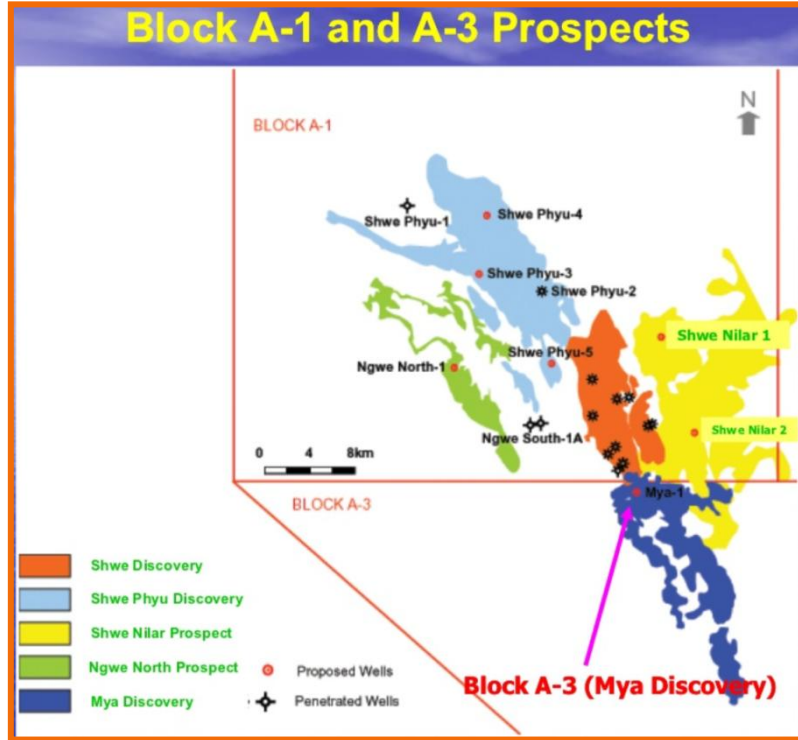 Block A-1 and A-3 Prospects
N
BLOCK A-1
Shwe Phyu-1
Shwe Phyu-4
Shwe Phyu-3
Shwe Phyu-2
Shwe Nilar 1
Shwe Phyu-5
Ngwe North-1
Shwe Nilar 2
Ngwe South-1A
0 4 8km
Mya-1
BLOCK A-3
Shwe Discovery
Shwe Phyu Discovery
Shwe Nilar Prospect
Ngwe North Prospect
Proposed Wells
Block A-3 (Mya Discovery)
Mya Discovery
Penetrated Wells